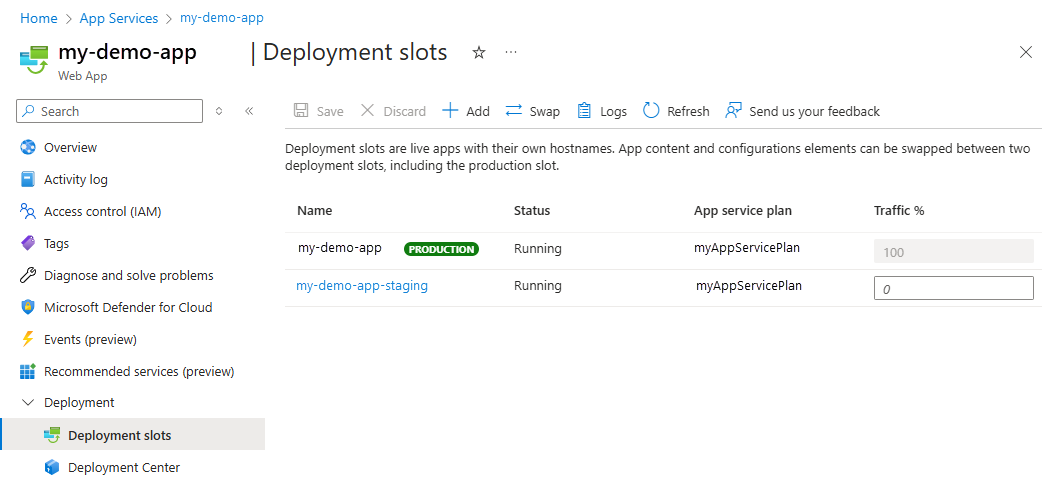 Home > App Services > my-demo-app
my-demo-app | Deployment slots ☆ ···
Web App
Search
Save Discard Add Swap Logs Refresh Send us your feedback
Overview
Activity log
Access control (IAM)
Tags
Diagnose and solve problems
Microsoft Defender for Cloud
Events (preview)
Recommended services (preview)
Deployment
Deployment slots
Deployment Center
Deployment slots are live apps with their own hostnames. App content and configurations elements can be swapped between two
deployment slots, including the production slot.
Name Status App service plan Traffic %
my-demo-app PRODUCTION Running myAppServicePlan 100
my-demo-app-staging Running myAppServicePlan 0